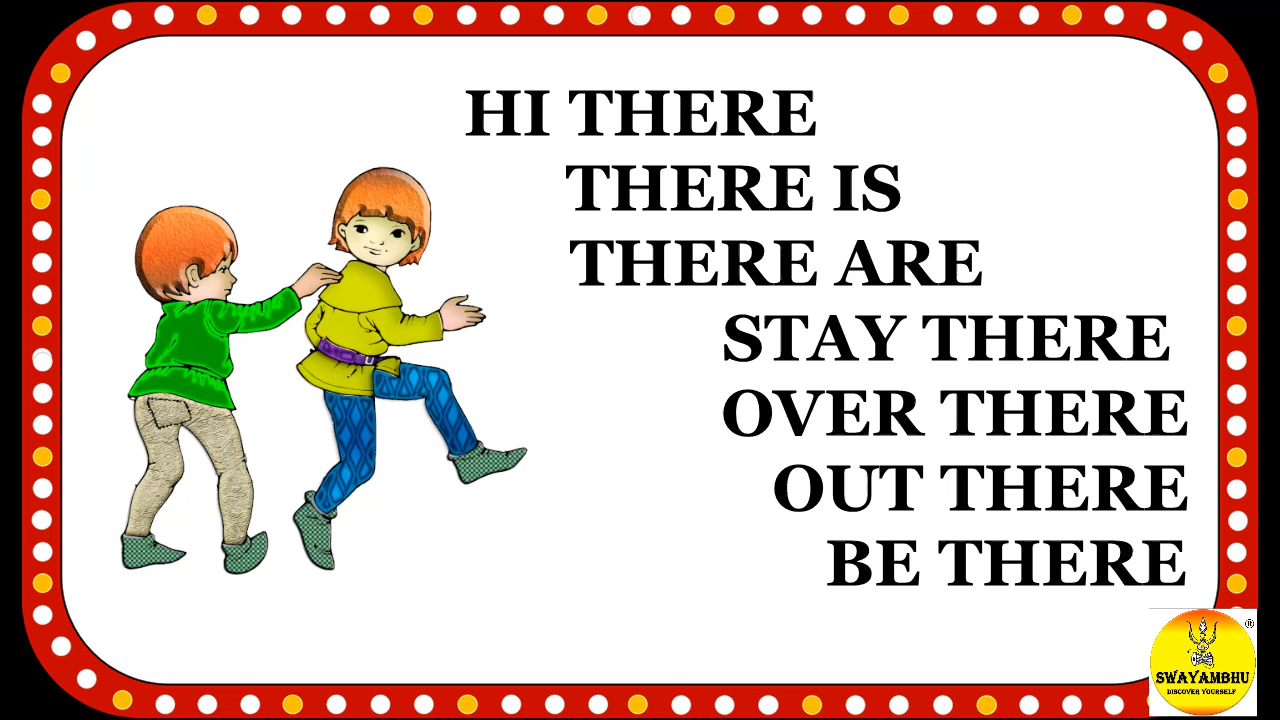 HI THERE
THERE IS
THERE ARE
STAY THERE
OVER THERE
OUT THERE
BE THERE
®
SWAYAMBHU
DISCOVER YOURSELF